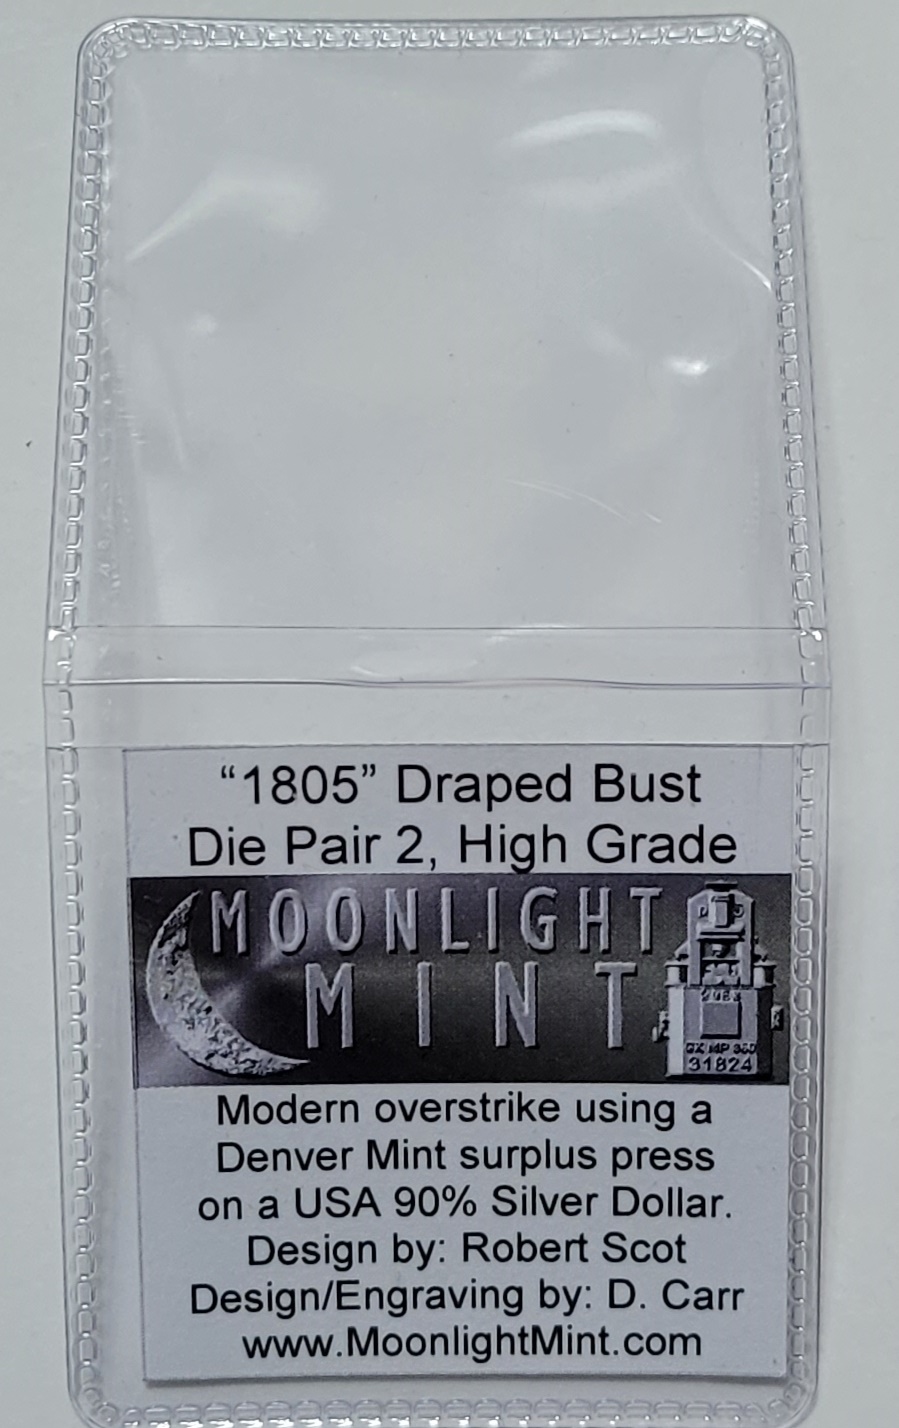 “1805” Draped Bust
Die Pair 2, High Grade
MOONLIGHT
MINT
31824
Modern overstrike using a
Denver Mint surplus press
on a USA 90% Silver Dollar.
Design by: Robert Scot
Design/Engraving by: D. Carr
www.MoonlightMint.com